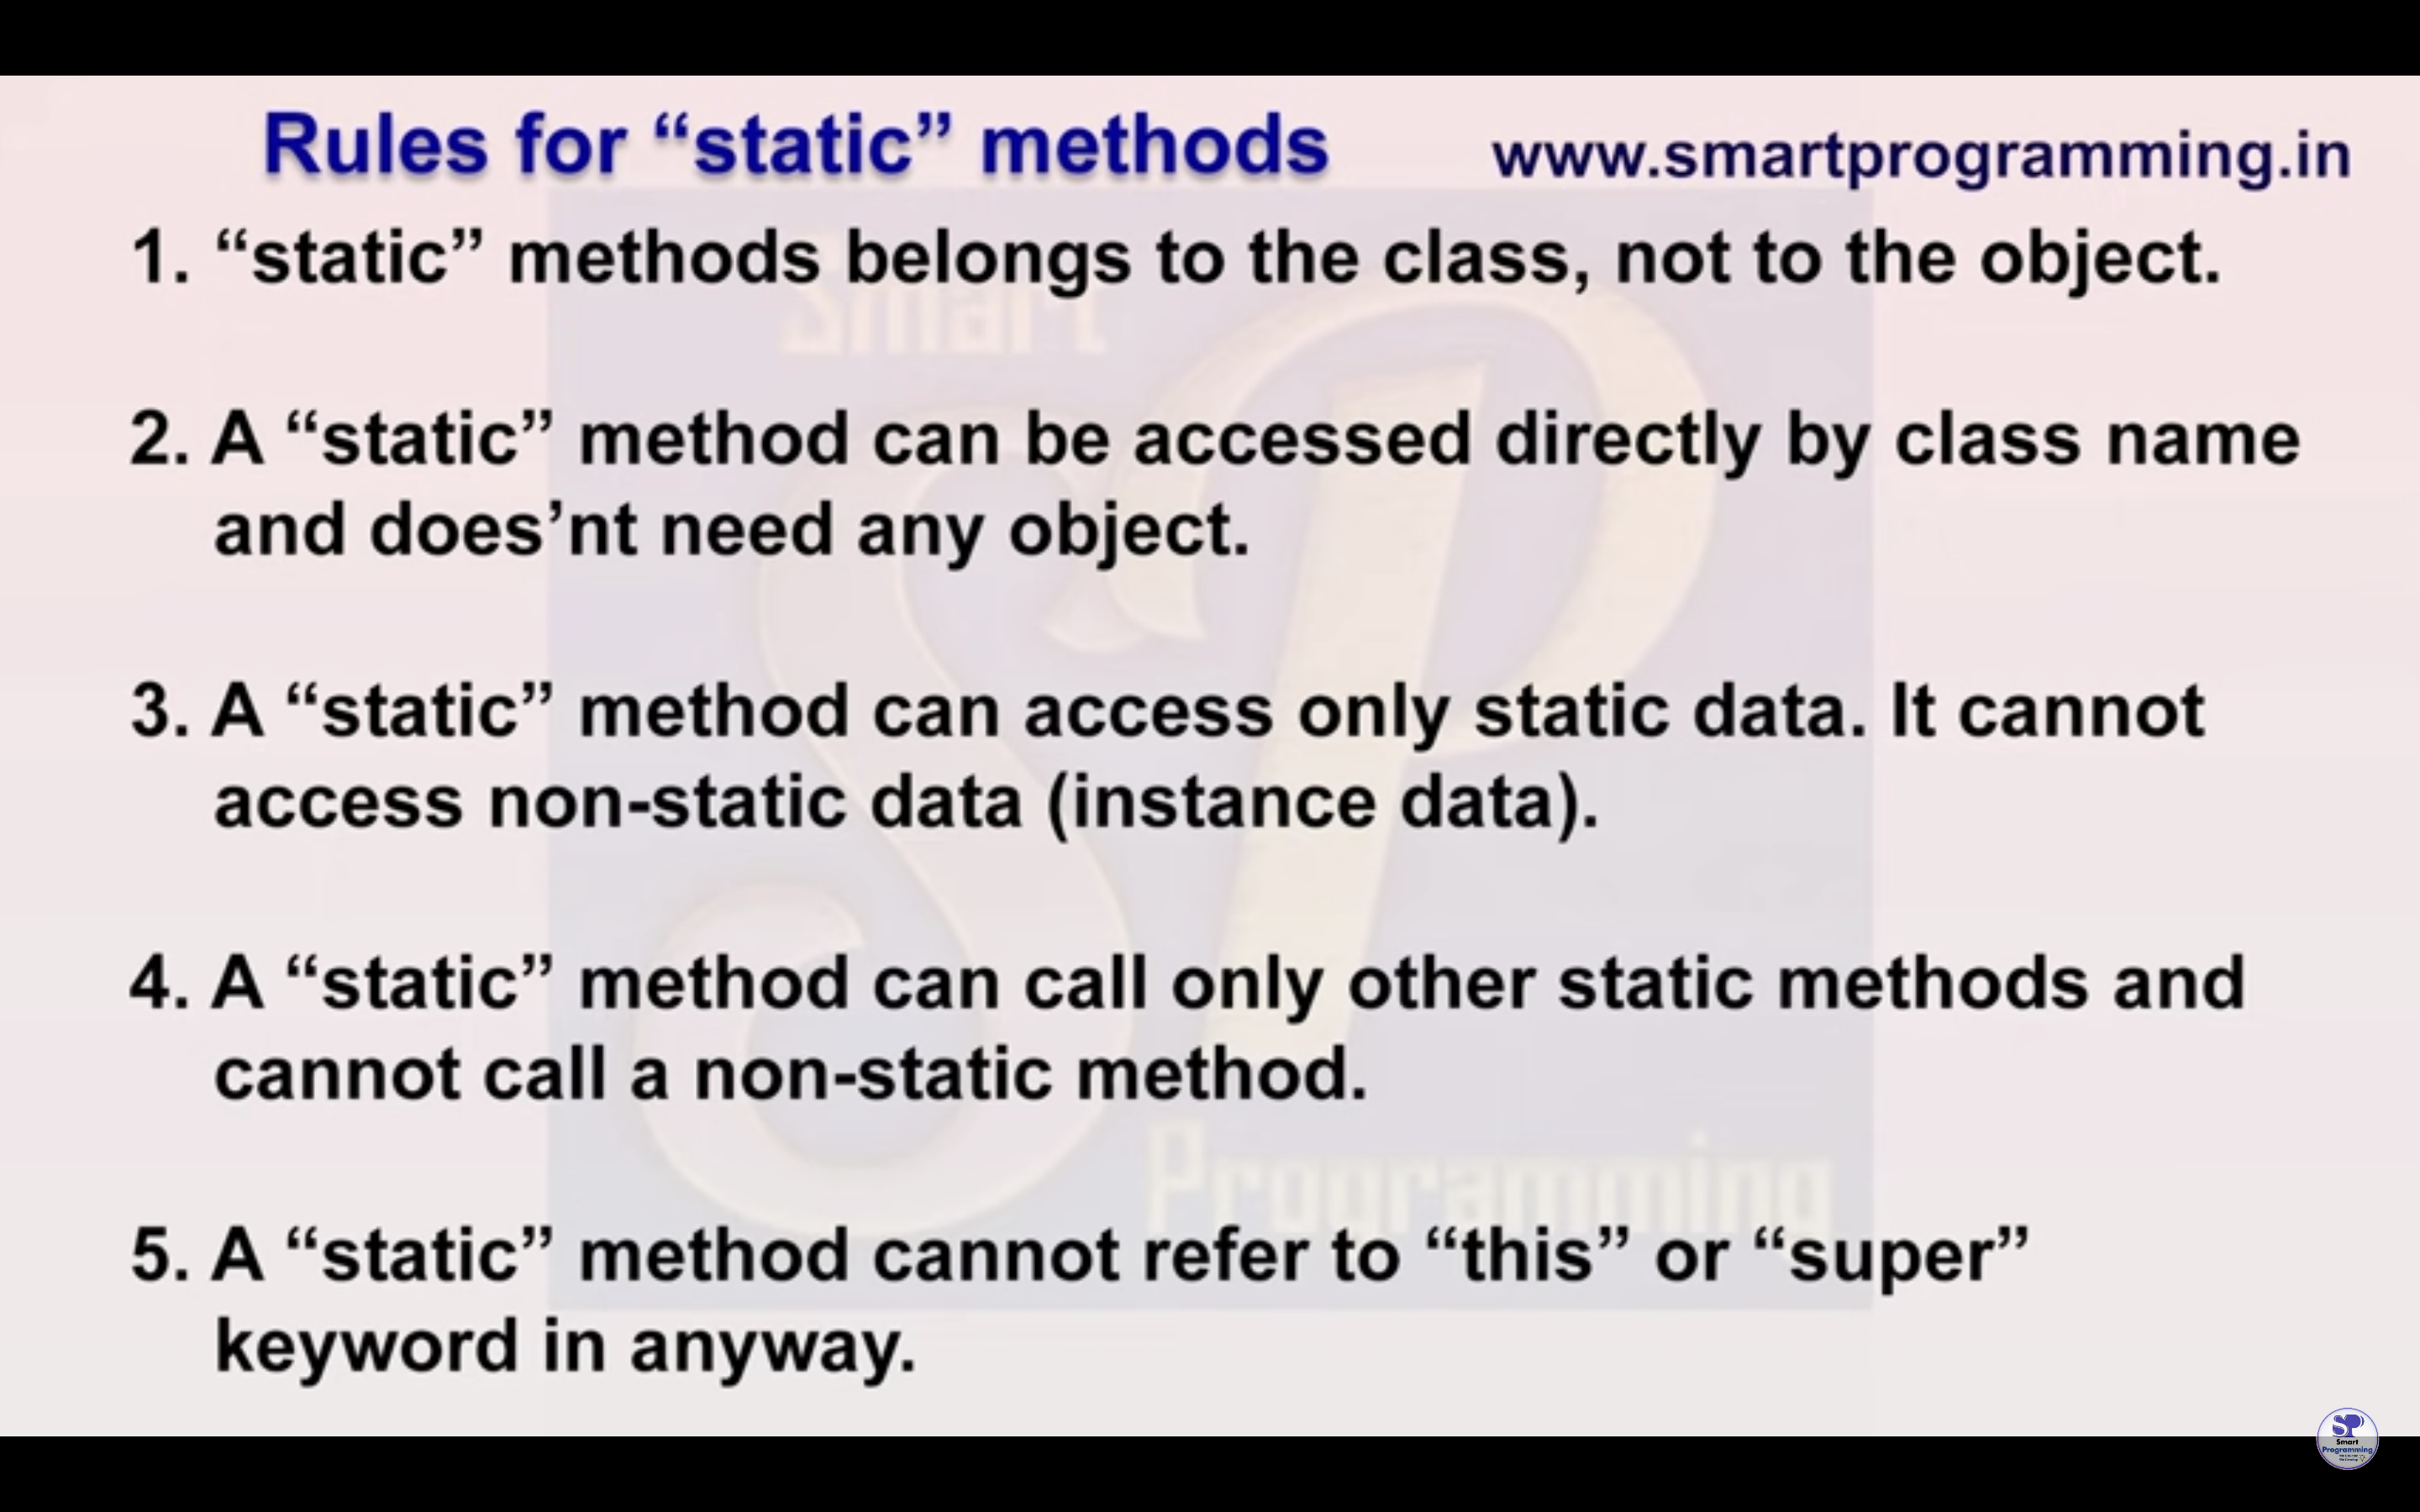 Rules for “static” methods
www.smartprogramming.in
1. “static” methods belongs to the class, not to the object.
2. A “static” method can be accessed directly by class name
and does’nt need any object.
3. A “static” method can access only static data. It cannot
access non-static data (instance data).
4. A “static” method can call only other static methods and
cannot call a non-static method.
5. A “static” method cannot refer to “this” or “super”
keyword in anyway.
Smart
SP
Programming
SP
Smart
Programming